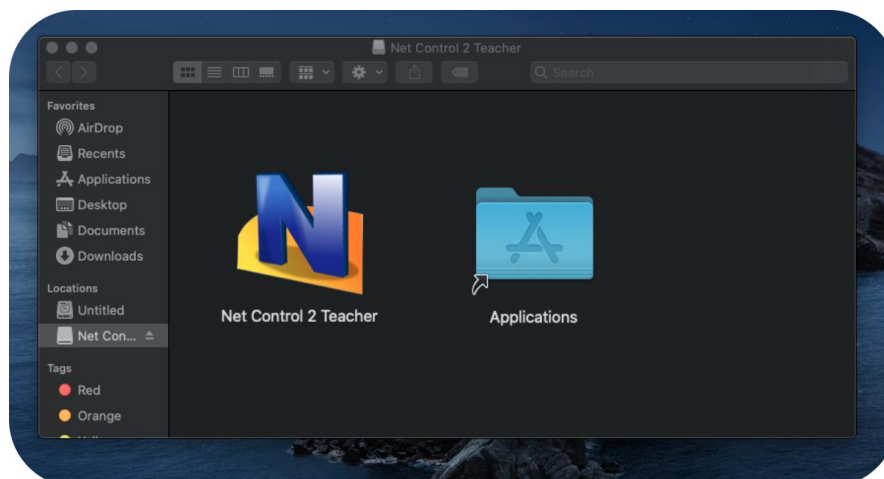 Net Control 2 Teacher
Search
Favorites
AirDrop
Recents
Applications
Desktop
Documents
Downloads
Locations
Untitled
Net Con...
Tags
Red
Orange
N
Net Control 2 Teacher
Applications